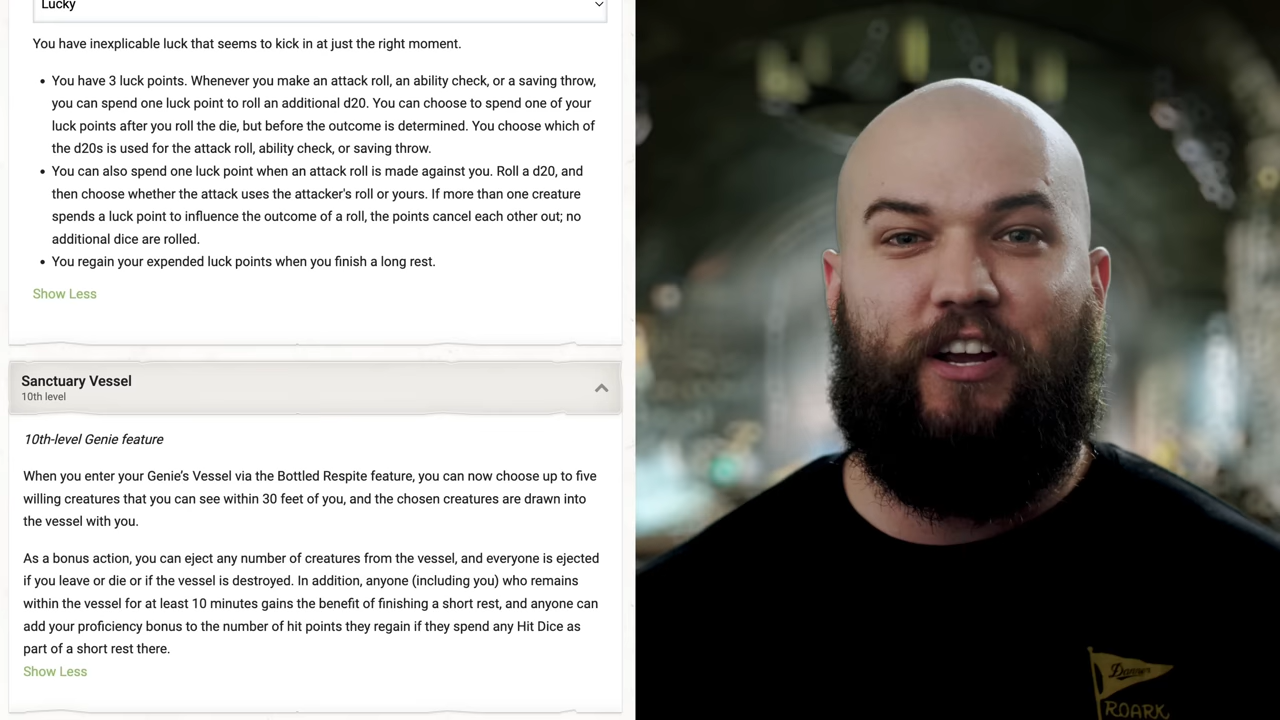 Lucky
You have inexplicable luck that seems to kick in at just the right moment.
• You have 3 luck points. Whenever you make an attack roll, an ability check, or a saving throw,
you can spend one luck point to roll an additional d20. You can choose to spend one of your
luck points after you roll the die, but before the outcome is determined. You choose which of
the d20s is used for the attack roll, ability check, or saving throw.
• You can also spend one luck point when an attack roll is made against you. Roll a d20, and
then choose whether the attack uses the attacker's roll or yours. If more than one creature
spends a luck point to influence the outcome of a roll, the points cancel each other out; no
additional dice are rolled.
• You regain your expended luck points when you finish a long rest.
Show Less
Sanctuary Vessel
10th level
10th-level Genie feature
When you enter your Genie’s Vessel via the Bottled Respite feature, you can now choose up to five
willing creatures that you can see within 30 feet of you, and the chosen creatures are drawn into
the vessel with you.
As a bonus action, you can eject any number of creatures from the vessel, and everyone is ejected
if you leave or die or if the vessel is destroyed. In addition, anyone (including you) who remains
within the vessel for at least 10 minutes gains the benefit of finishing a short rest, and anyone can
add your proficiency bonus to the number of hit points they regain if they spend any Hit Dice as
part of a short rest there.
Show Less
Danner
ROARK